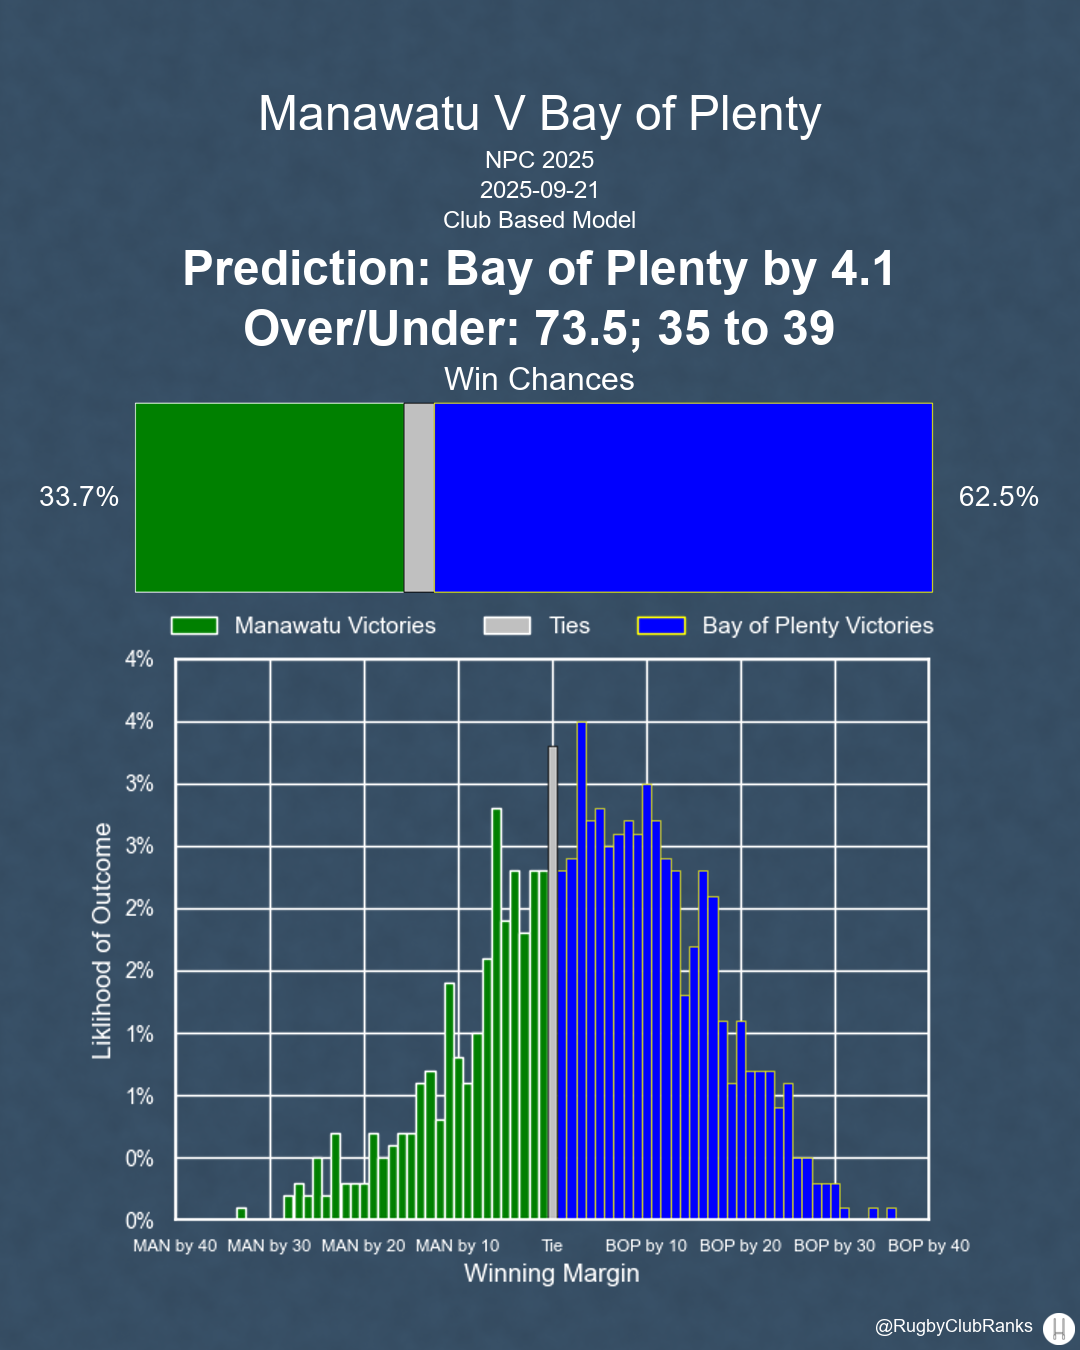 Manawatu V Bay of Plenty
NPC 2025
2025-09-21
Club Based Model
Prediction: Bay of Plenty by 4.1
Over/Under: 73.5; 35 to 39
Win Chances
33.7%
62.5%
Manawatu Victories
Ties
Bay of Plenty Victories
4%
4%
3%
3%
2%
2%
1%
1%
0%
0%
Liklihood of Outcome
MAN by 40 MAN by 30 MAN by 20 MAN by 10 Tie BOP by 10 BOP by 20 BOP by 30 BOP by 40
Winning Margin
@RugbyClubRanks